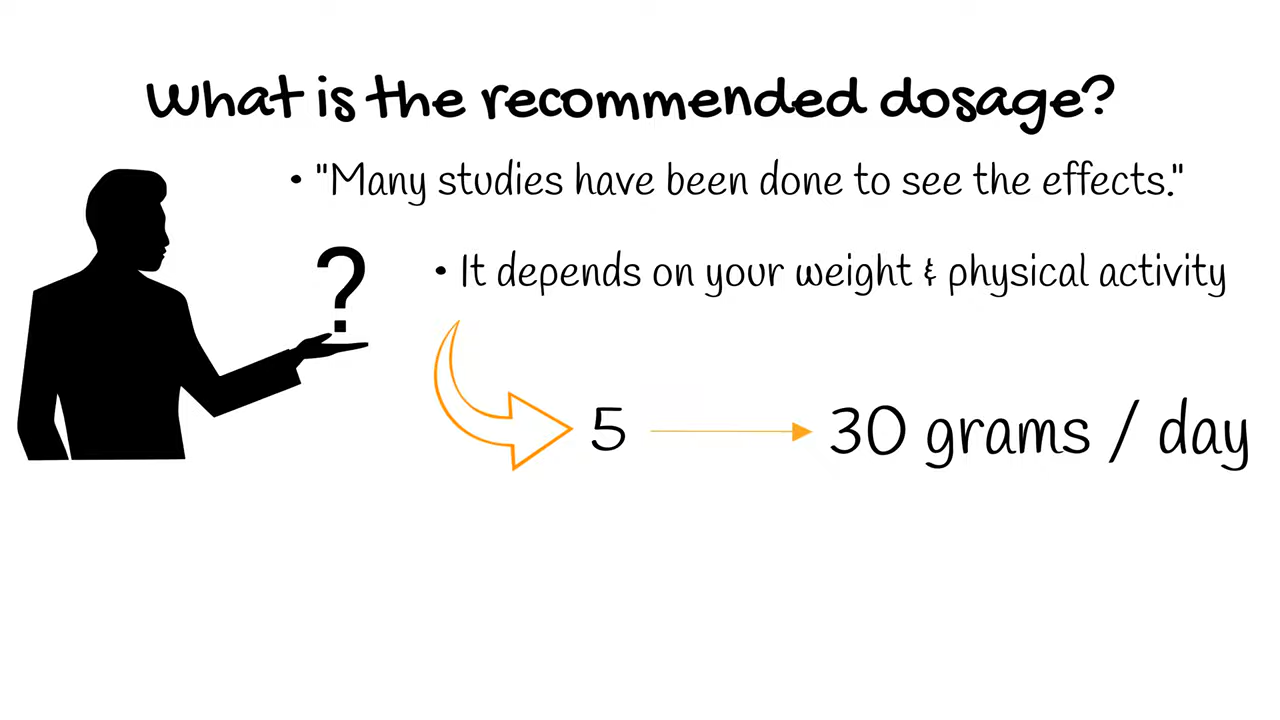 What is the recommended dosage?
• "Many studies have been done to see the effects."
?
• It depends on your weight & physical activity
5 30 grams / day